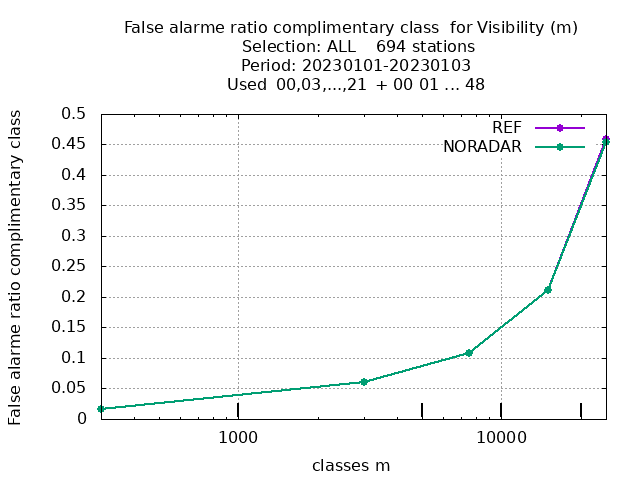 False alarme ratio complimentary class  for Visibility (m)
Selection: ALL    694 stations
Period: 20230101-20230103
Used  00,03,...,21  + 00 01 ... 48
False alarme ratio complimentary class
REF
NORADAR
0.5
0.45
0.4
0.35
0.3
0.25
0.2
0.15
0.1
0.05
0
1000
10000
classes m